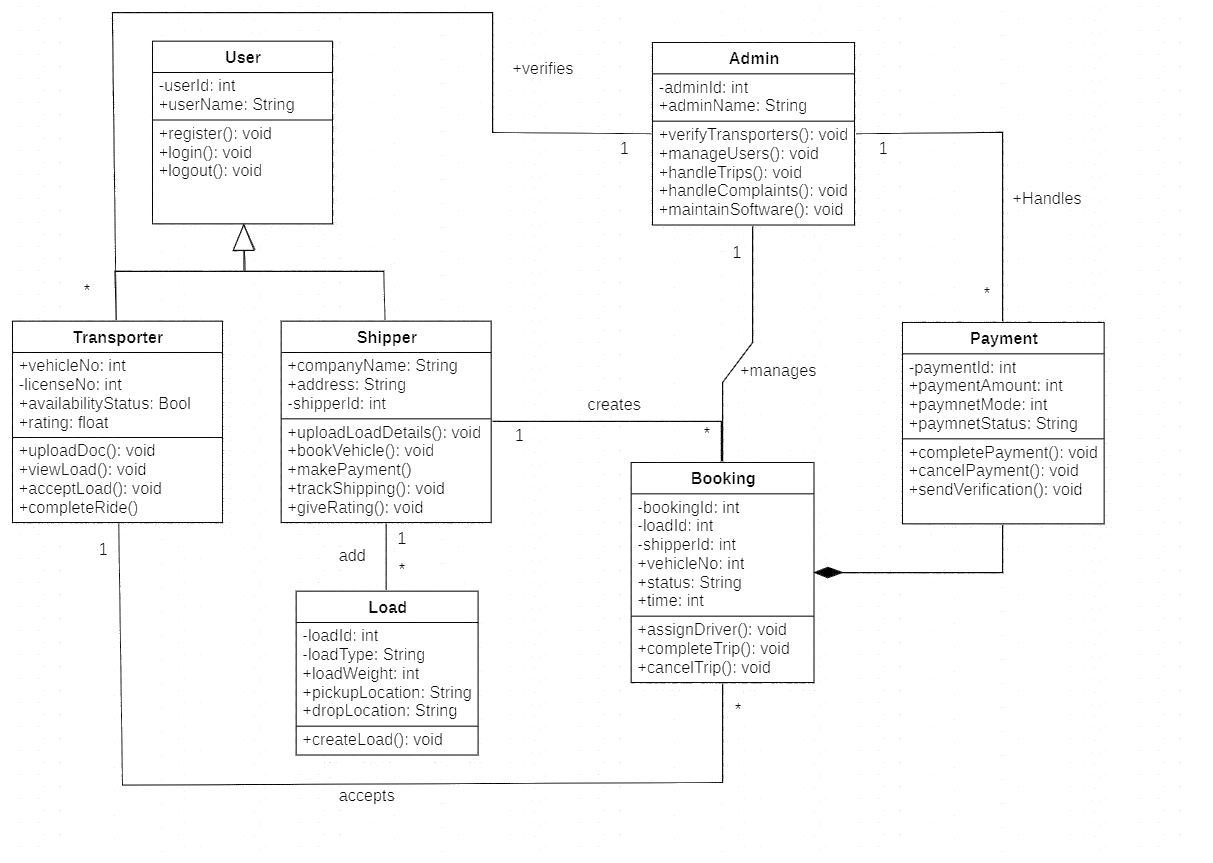 User
-userId: int
+userName: String
+register(): void
+login(): void
+logout(): void
+verifies
Admin
-adminId: int
+adminName: String
+verifyTransporters(): void
+manageUsers(): void
+handleTrips(): void
+handleComplaints(): void
+maintainSoftware(): void
1
1
+Handles
1
*
*
Transporter
+vehicleNo: int
-licenseNo: int
+availabilityStatus: Bool
+rating: float
+uploadDoc(): void
+viewLoad(): void
+acceptLoad(): void
+completeRide()
Shipper
+companyName: String
+address: String
-shipperId: int
+uploadLoadDetails(): void
+bookVehicle(): void
+makePayment()
+trackShipping(): void
+giveRating(): void
+manages
creates
1
*
Payment
-paymentId: int
+paymentAmount: int
+paymnetMode: int
+paymnetStatus: String
+completePayment(): void
+cancelPayment(): void
+sendVerification(): void
Booking
-bookingId: int
-loadId: int
-shipperId: int
+vehicleNo: int
+status: String
+time: int
+assignDriver(): void
+completeTrip(): void
+cancelTrip(): void
1
add
1
*
Load
-loadId: int
-loadType: String
+loadWeight: int
+pickupLocation: String
+dropLocation: String
+createLoad(): void
*
accepts